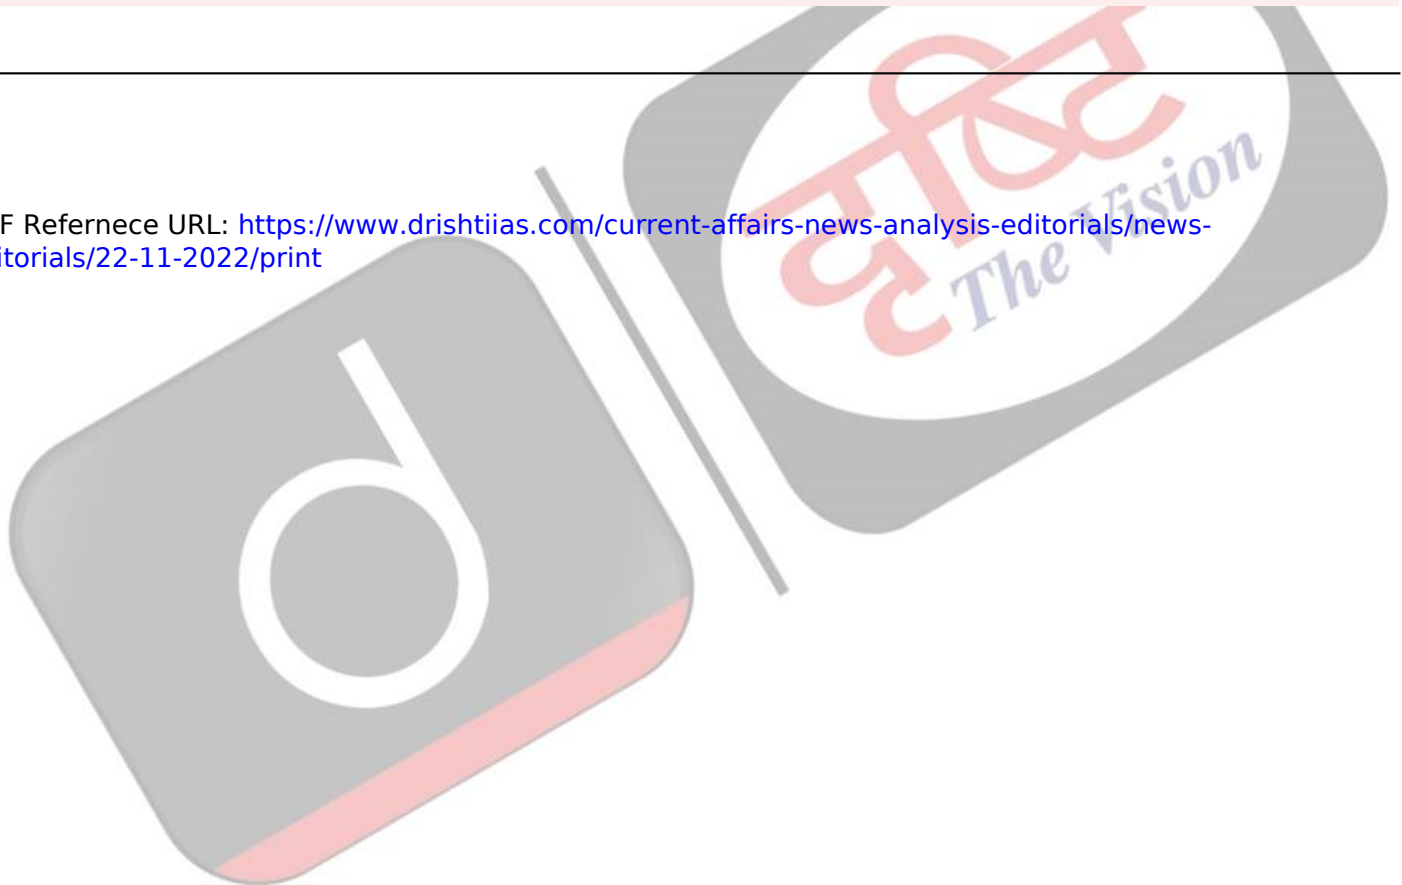 दृष्टि
The Vision
F Refernece URL: https://www.drishtiias.com/current-affairs-news-analysis-editorials/news-
itorials/22-11-2022/print
d